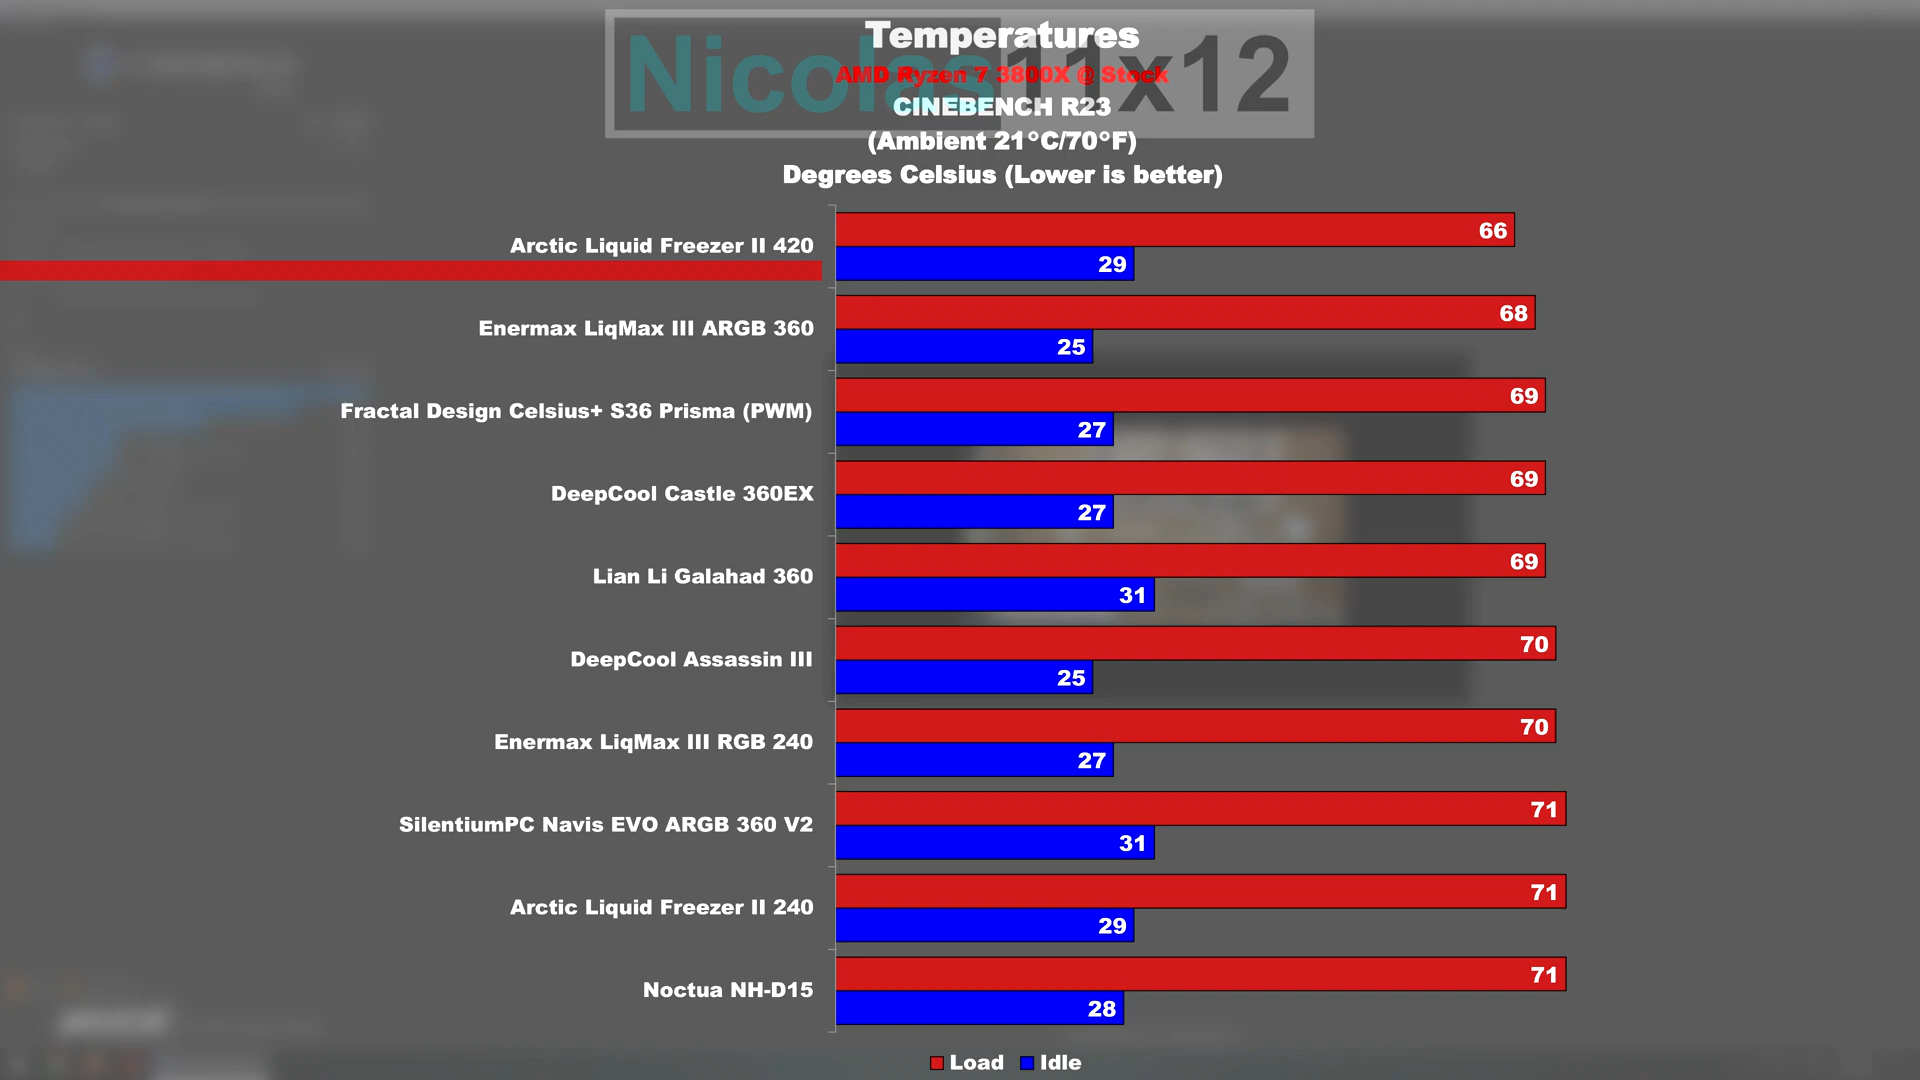 Nicolas11x12
Temperatures
AMD Ryzen 7 3800X @ Stock
CINEBENCH R23
(Ambient 21°C/70°F)
Degrees Celsius (Lower is better)
Arctic Liquid Freezer II 420
66
29
Enermax LiqMax III ARGB 360
68
25
Fractal Design Celsius+ S36 Prisma (PWM)
69
27
DeepCool Castle 360EX
69
27
Lian Li Galahad 360
69
31
DeepCool Assassin III
70
25
Enermax LiqMax III RGB 240
70
27
SilentiumPC Navis EVO ARGB 360 V2
71
31
Arctic Liquid Freezer II 240
71
29
Noctua NH-D15
71
28
Load Idle